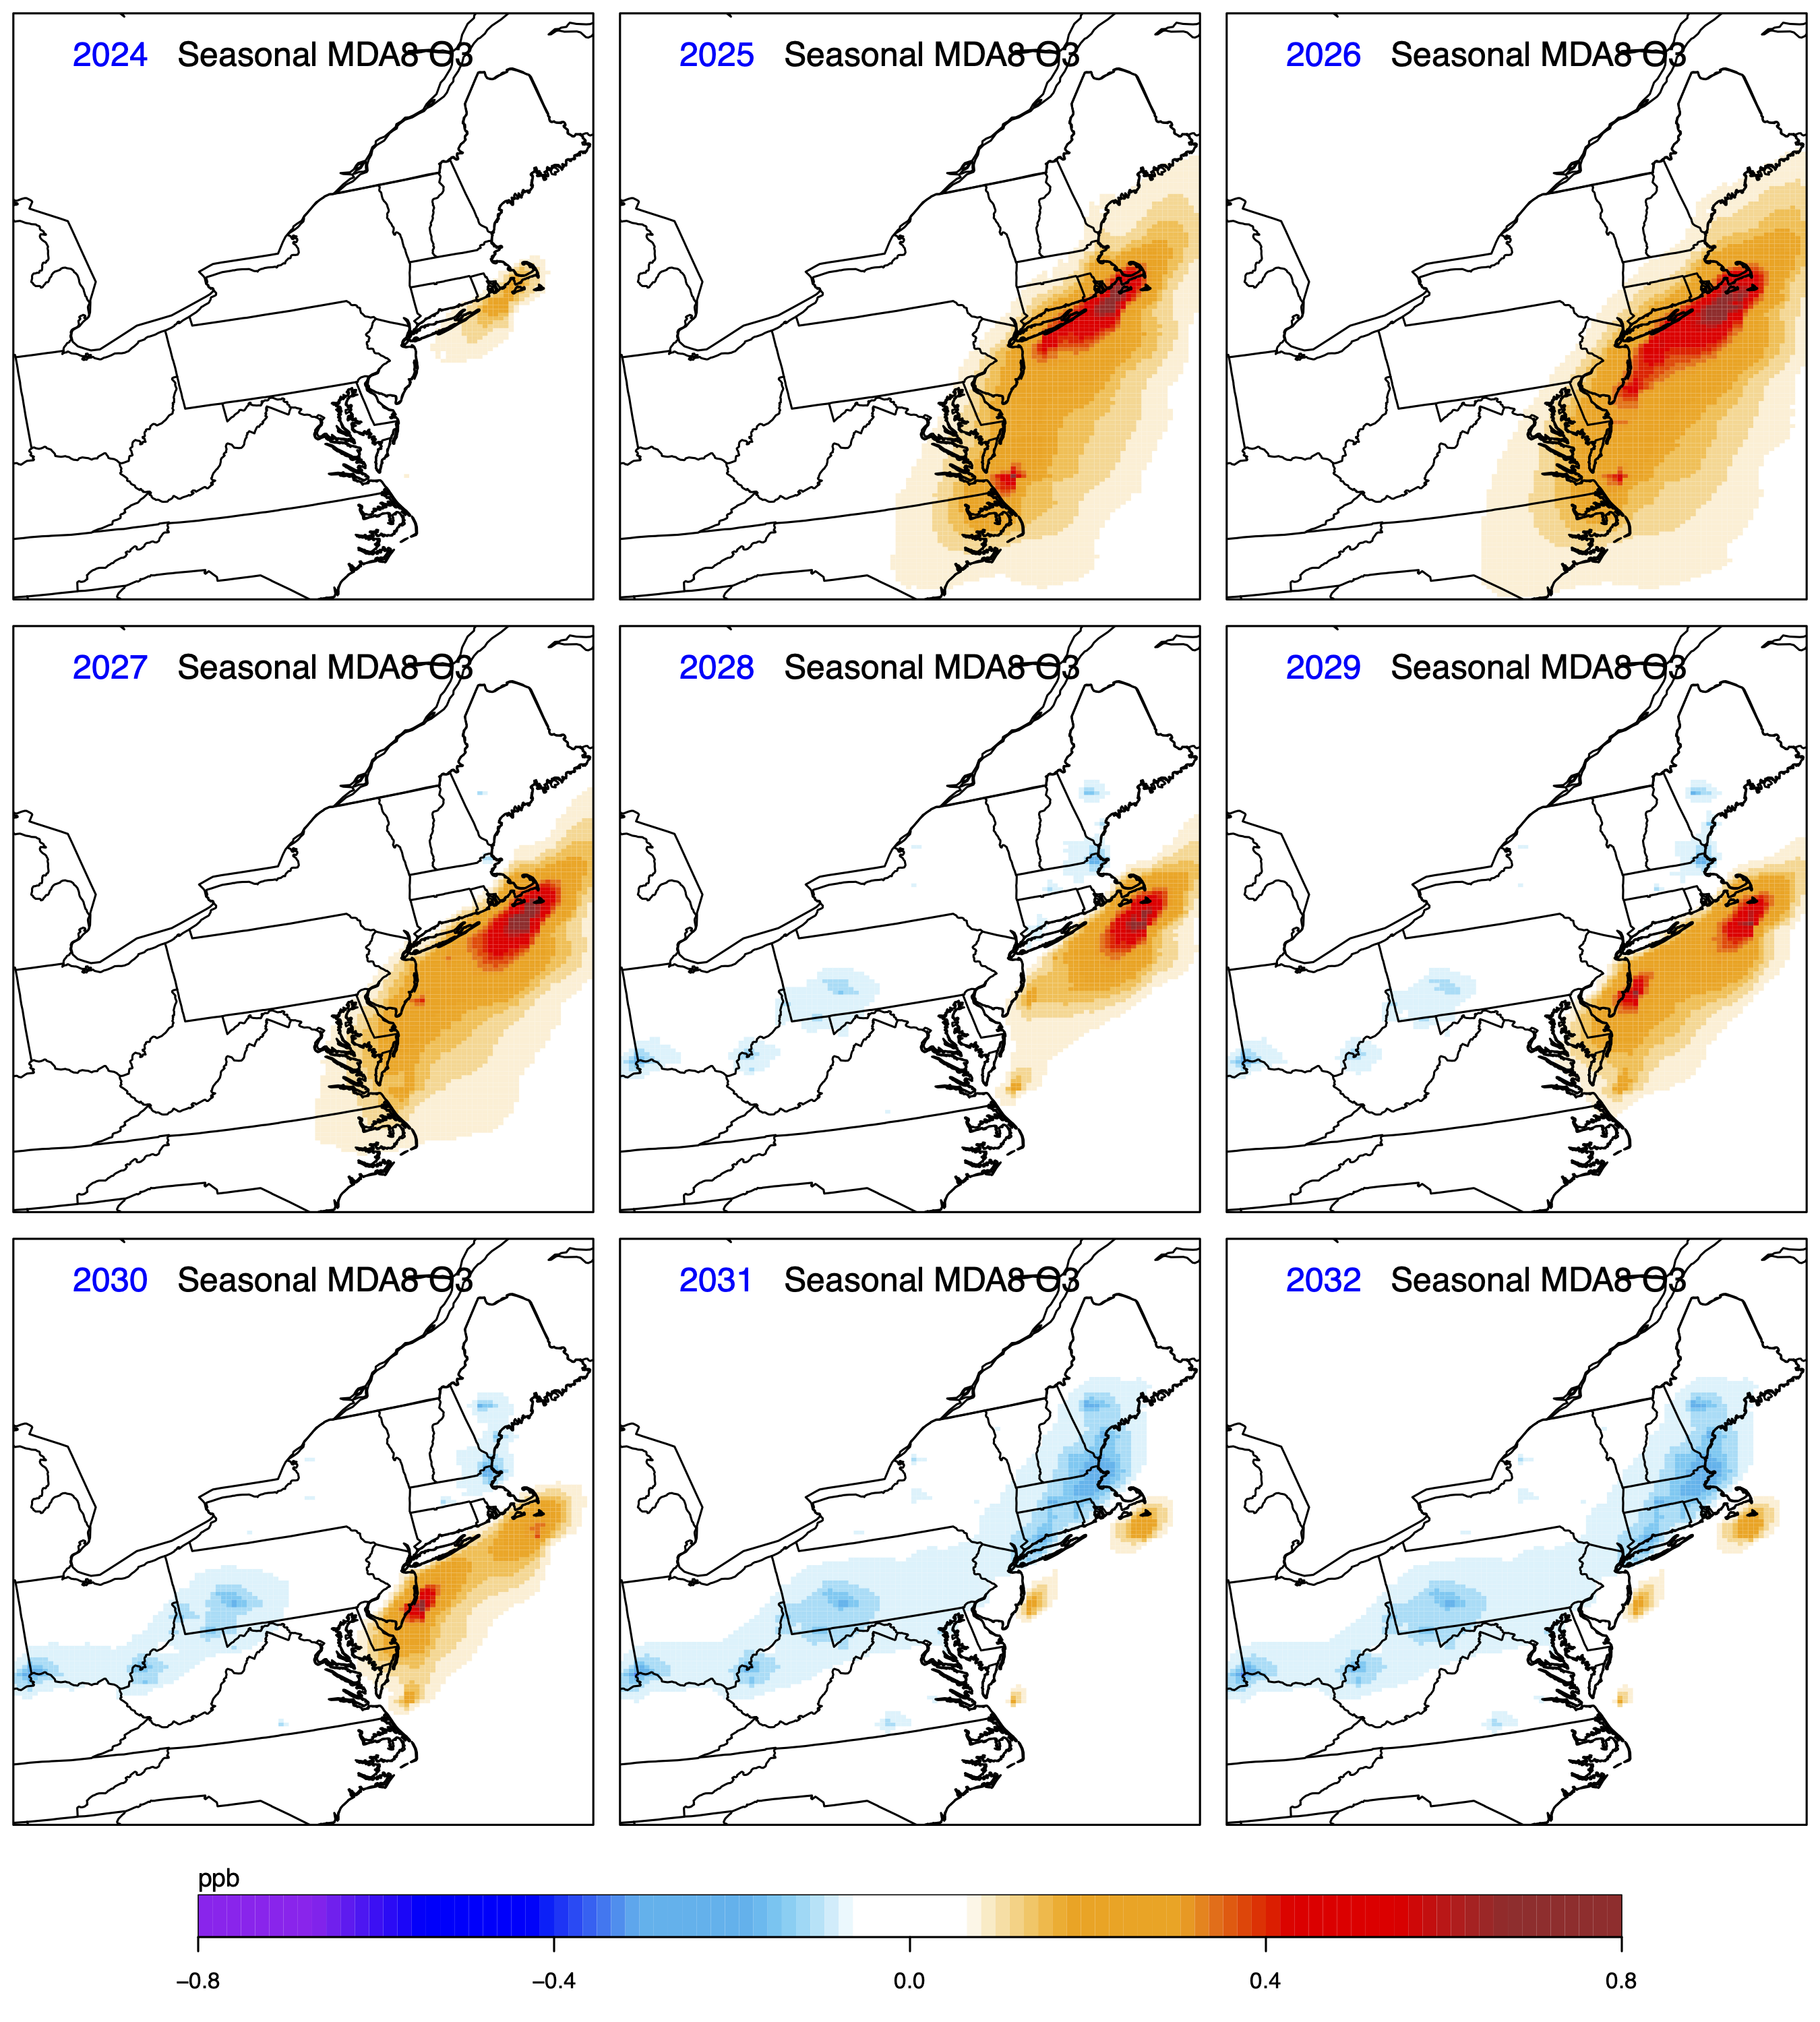 2024 Seasonal MDA8 O3
2025 Seasonal MDA8 O3
2026 Seasonal MDA8 O3
2027 Seasonal MDA8 O3
2028 Seasonal MDA8 O3
2029 Seasonal MDA8 O3
2030 Seasonal MDA8 O3
2031 Seasonal MDA8 O3
2032 Seasonal MDA8 O3
ppb
−0.8 −0.4 0.0 0.4 0.8